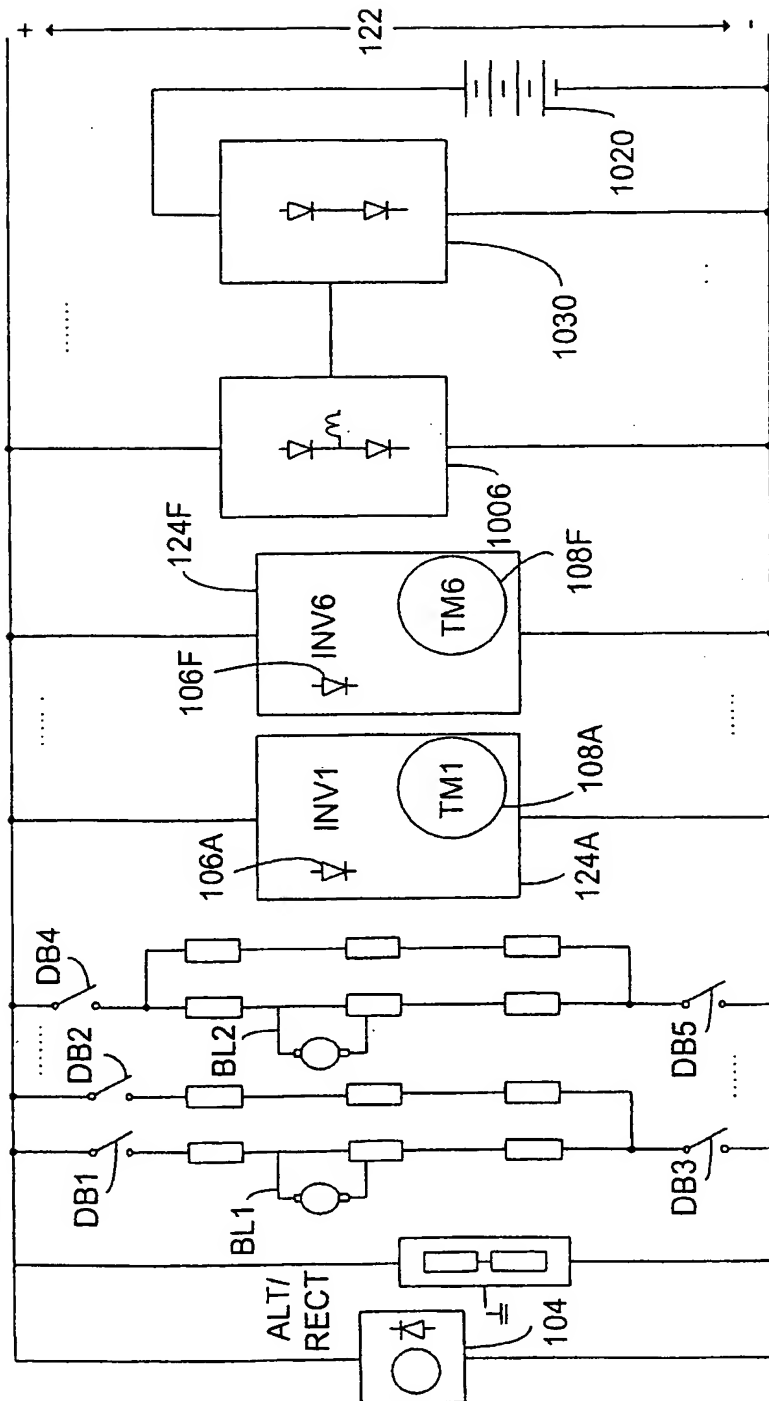 +
122
-
1020
1030
1006
124F
106F
INV6
TM6
108F
106A
INV1
TM1
108A
124A
DB4
DB2
BL2
DB5
DB1
BL1
DB3
ALT/
RECT
104